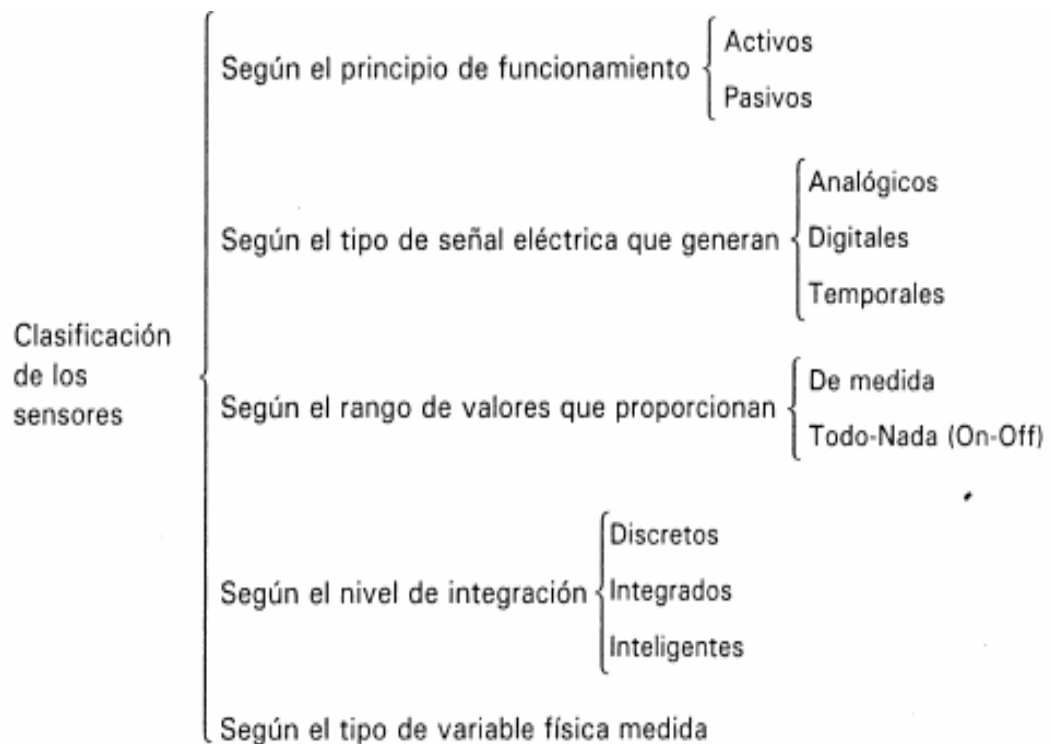 Clasificación
de los
sensores
Según el principio de funcionamiento
Activos
Pasivos
Según el tipo de señal eléctrica que generan
Analógicos
Digitales
Temporales
Según el rango de valores que proporcionan
De medida
Todo-Nada (On-Off)
Según el nivel de integración
Discretos
Integrados
Inteligentes
Según el tipo de variable física medida